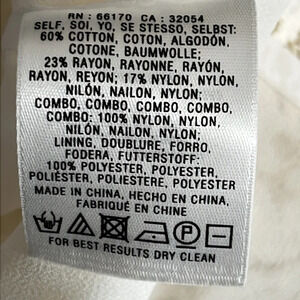 RN : 66170 CA : 32054
SELF, SOI, YO, SE STESSO, SELBST:
60% COTTON, COTON, ALGODÓN,
COTONE, BAUMWOLLE;
23% RAYON, RAYONNE, RAYÓN,
RAYON, REYON; 17% NYLON, NYLON,
NILÓN, NAILON, NYLON;
COMBO, COMBO, COMBO, COMBO,
COMBO: 100% NYLON, NYLON,
NILÓN, NAILON, NYLON;
LINING, DOUBLURE, FORRO,
FODERA, FUTTERSTOFF:
100% POLYESTER, POLYESTER,
POLIÉSTER, POLIESTERE, POLYESTER
MADE IN CHINA, HECHO EN CHINA,
FABRIQUÉ EN CHINE
P
FOR BEST RESULTS DRY CLEAN